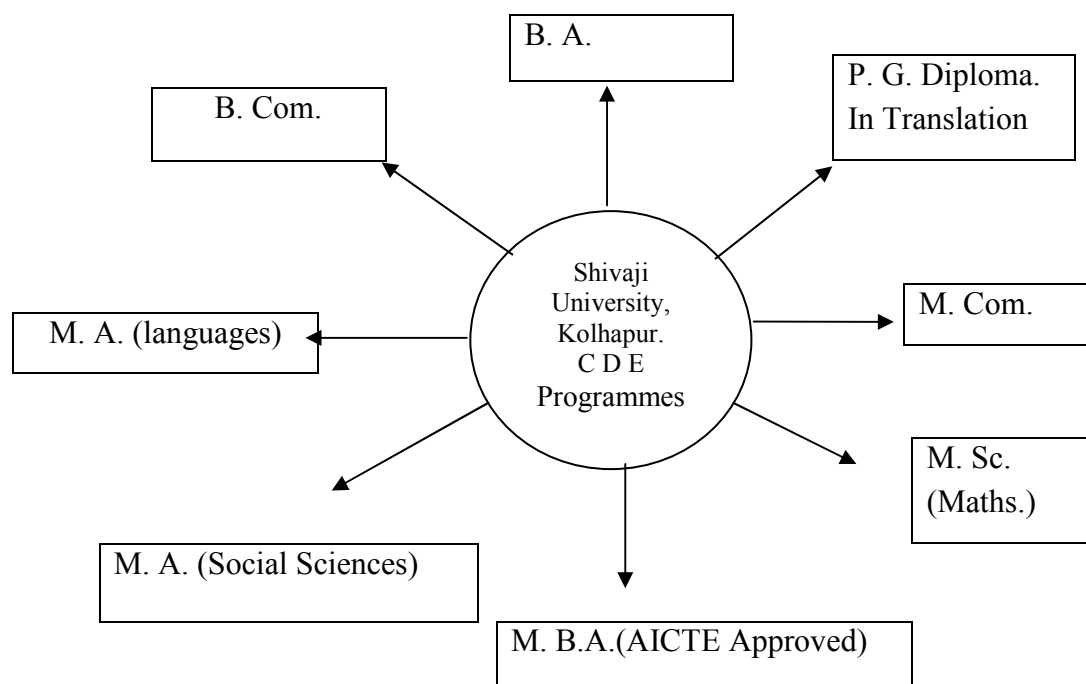 B. A.
P. G. Diploma.
In Translation
B. Com.
Shivaji
University,
Kolhapur.
C D E
Programmes
M. Com.
M. A. (languages)
M. Sc.
(Maths.)
M. A. (Social Sciences)
M. B.A.(AICTE Approved)